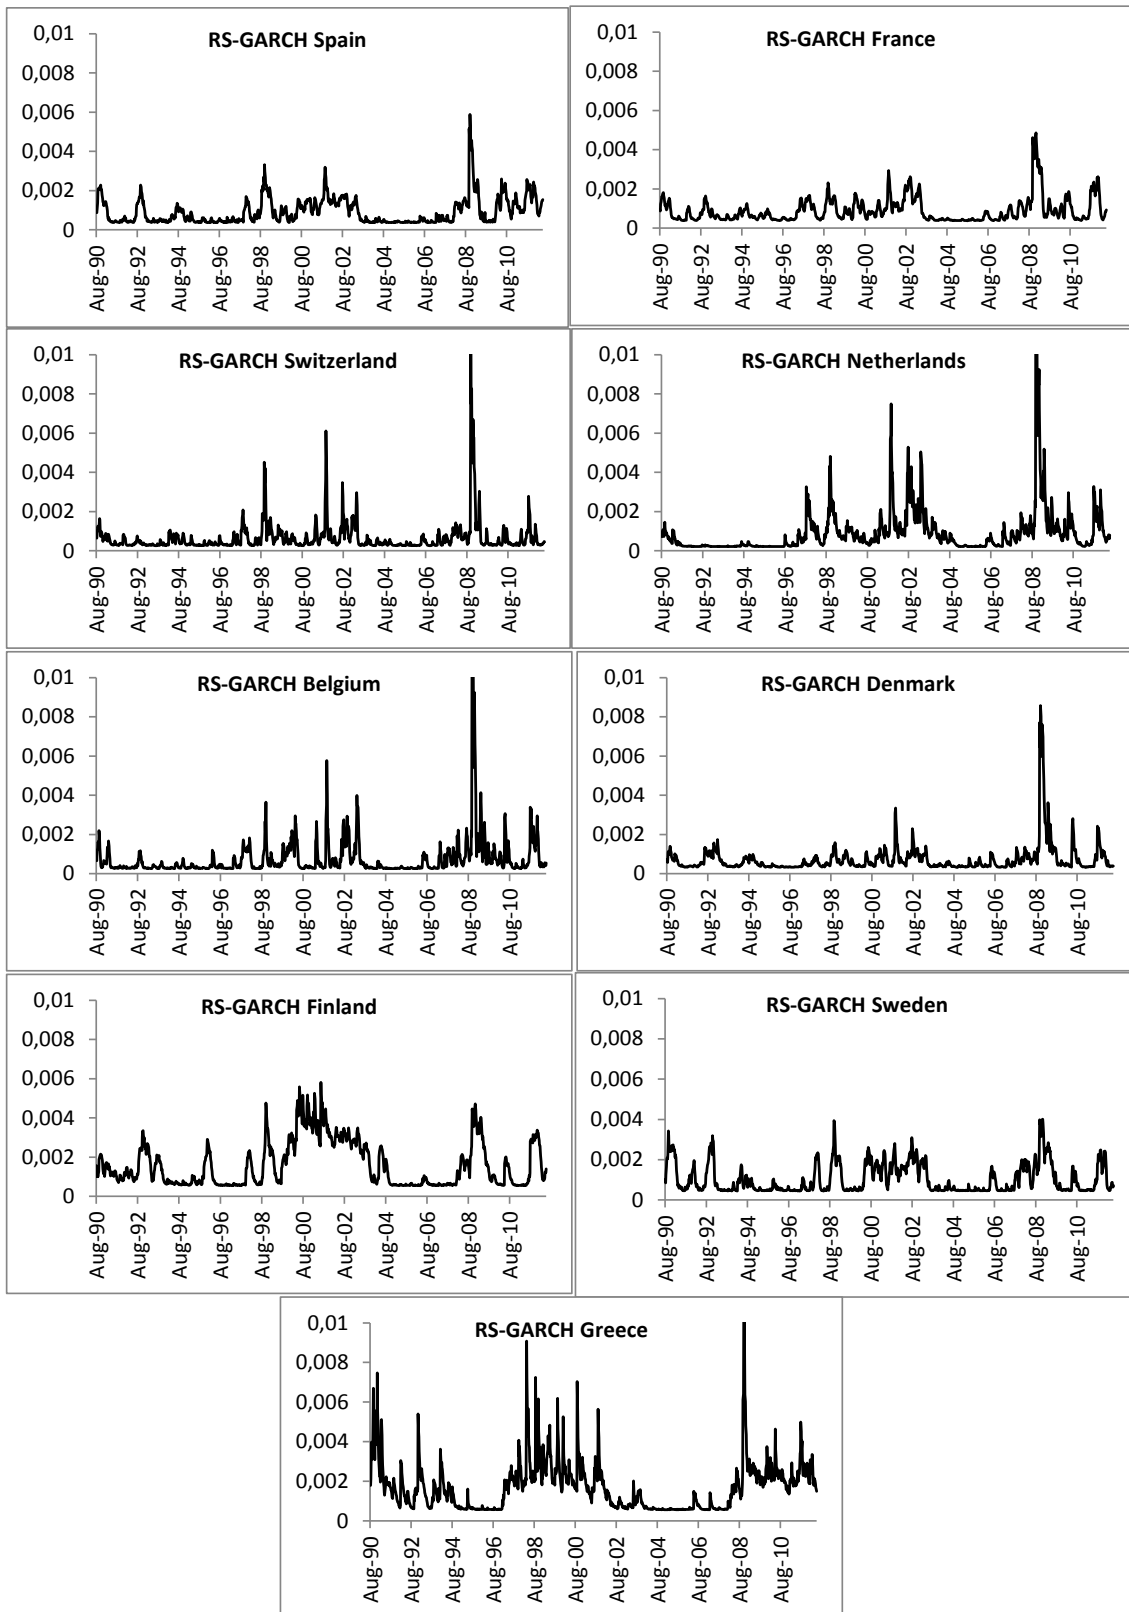 RS-GARCH Spain
0,01
0,008
0,006
0,004
0,002
0
Aug-90
Aug-92
Aug-94
Aug-96
Aug-98
Aug-00
Aug-02
Aug-04
Aug-06
Aug-08
Aug-10
RS-GARCH France
0,01
0,008
0,006
0,004
0,002
0
Aug-90
Aug-92
Aug-94
Aug-96
Aug-98
Aug-00
Aug-02
Aug-04
Aug-06
Aug-08
Aug-10
RS-GARCH Switzerland
0,01
0,008
0,006
0,004
0,002
0
Aug-90
Aug-92
Aug-94
Aug-96
Aug-98
Aug-00
Aug-02
Aug-04
Aug-06
Aug-08
Aug-10
RS-GARCH Netherlands
0,01
0,008
0,006
0,004
0,002
0
Aug-90
Aug-92
Aug-94
Aug-96
Aug-98
Aug-00
Aug-02
Aug-04
Aug-06
Aug-08
Aug-10
RS-GARCH Belgium
0,01
0,008
0,006
0,004
0,002
0
Aug-90
Aug-92
Aug-94
Aug-96
Aug-98
Aug-00
Aug-02
Aug-04
Aug-06
Aug-08
Aug-10
RS-GARCH Denmark
0,01
0,008
0,006
0,004
0,002
0
Aug-90
Aug-92
Aug-94
Aug-96
Aug-98
Aug-00
Aug-02
Aug-04
Aug-06
Aug-08
Aug-10
RS-GARCH Finland
0,01
0,008
0,006
0,004
0,002
0
Aug-90
Aug-92
Aug-94
Aug-96
Aug-98
Aug-00
Aug-02
Aug-04
Aug-06
Aug-08
Aug-10
RS-GARCH Sweden
0,01
0,008
0,006
0,004
0,002
0
Aug-90
Aug-92
Aug-94
Aug-96
Aug-98
Aug-00
Aug-02
Aug-04
Aug-06
Aug-08
Aug-10
RS-GARCH Greece
0,01
0,008
0,006
0,004
0,002
0
Aug-90
Aug-92
Aug-94
Aug-96
Aug-98
Aug-00
Aug-02
Aug-04
Aug-06
Aug-08
Aug-10